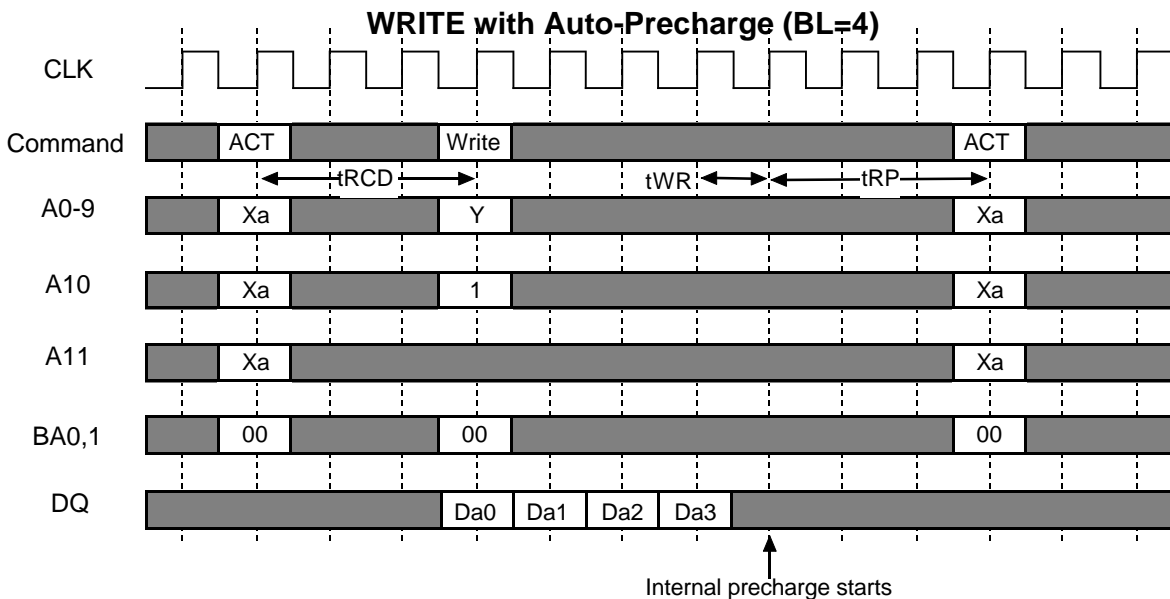 WRITE with Auto-Precharge (BL=4)
CLK
Command ACT Write ACT
tRCD tWR tRP
A0-9 Xa Y Xa
A10 Xa 1 Xa
A11 Xa Xa
BA0,1 00 00 00
DQ Da0 Da1 Da2 Da3
Internal precharge starts